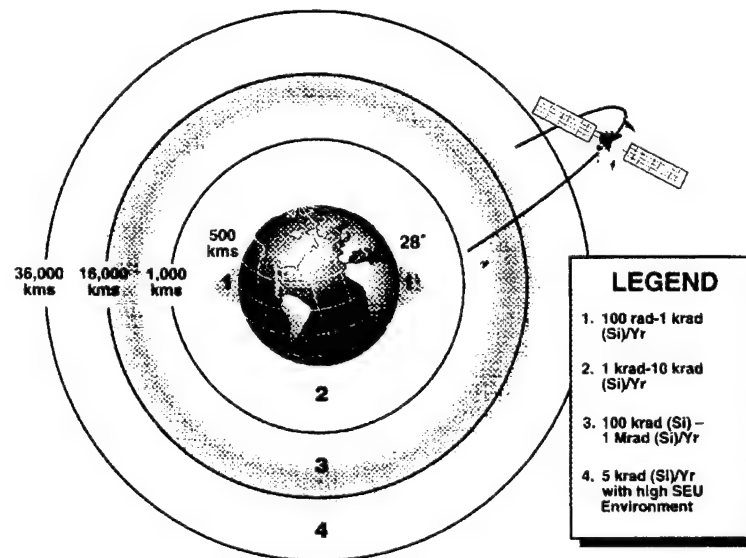 500
kms
28°
36,000
kms
16,000
kms
1,000
kms
1
1
2
3
4
LEGEND
1. 100 rad-1 krad
(Si)/Yr
2. 1 krad-10 krad
(Si)/Yr
3. 100 krad (Si) –
1 Mrad (Si)/Yr
4. 5 krad (Si)/Yr
with high SEU
Environment